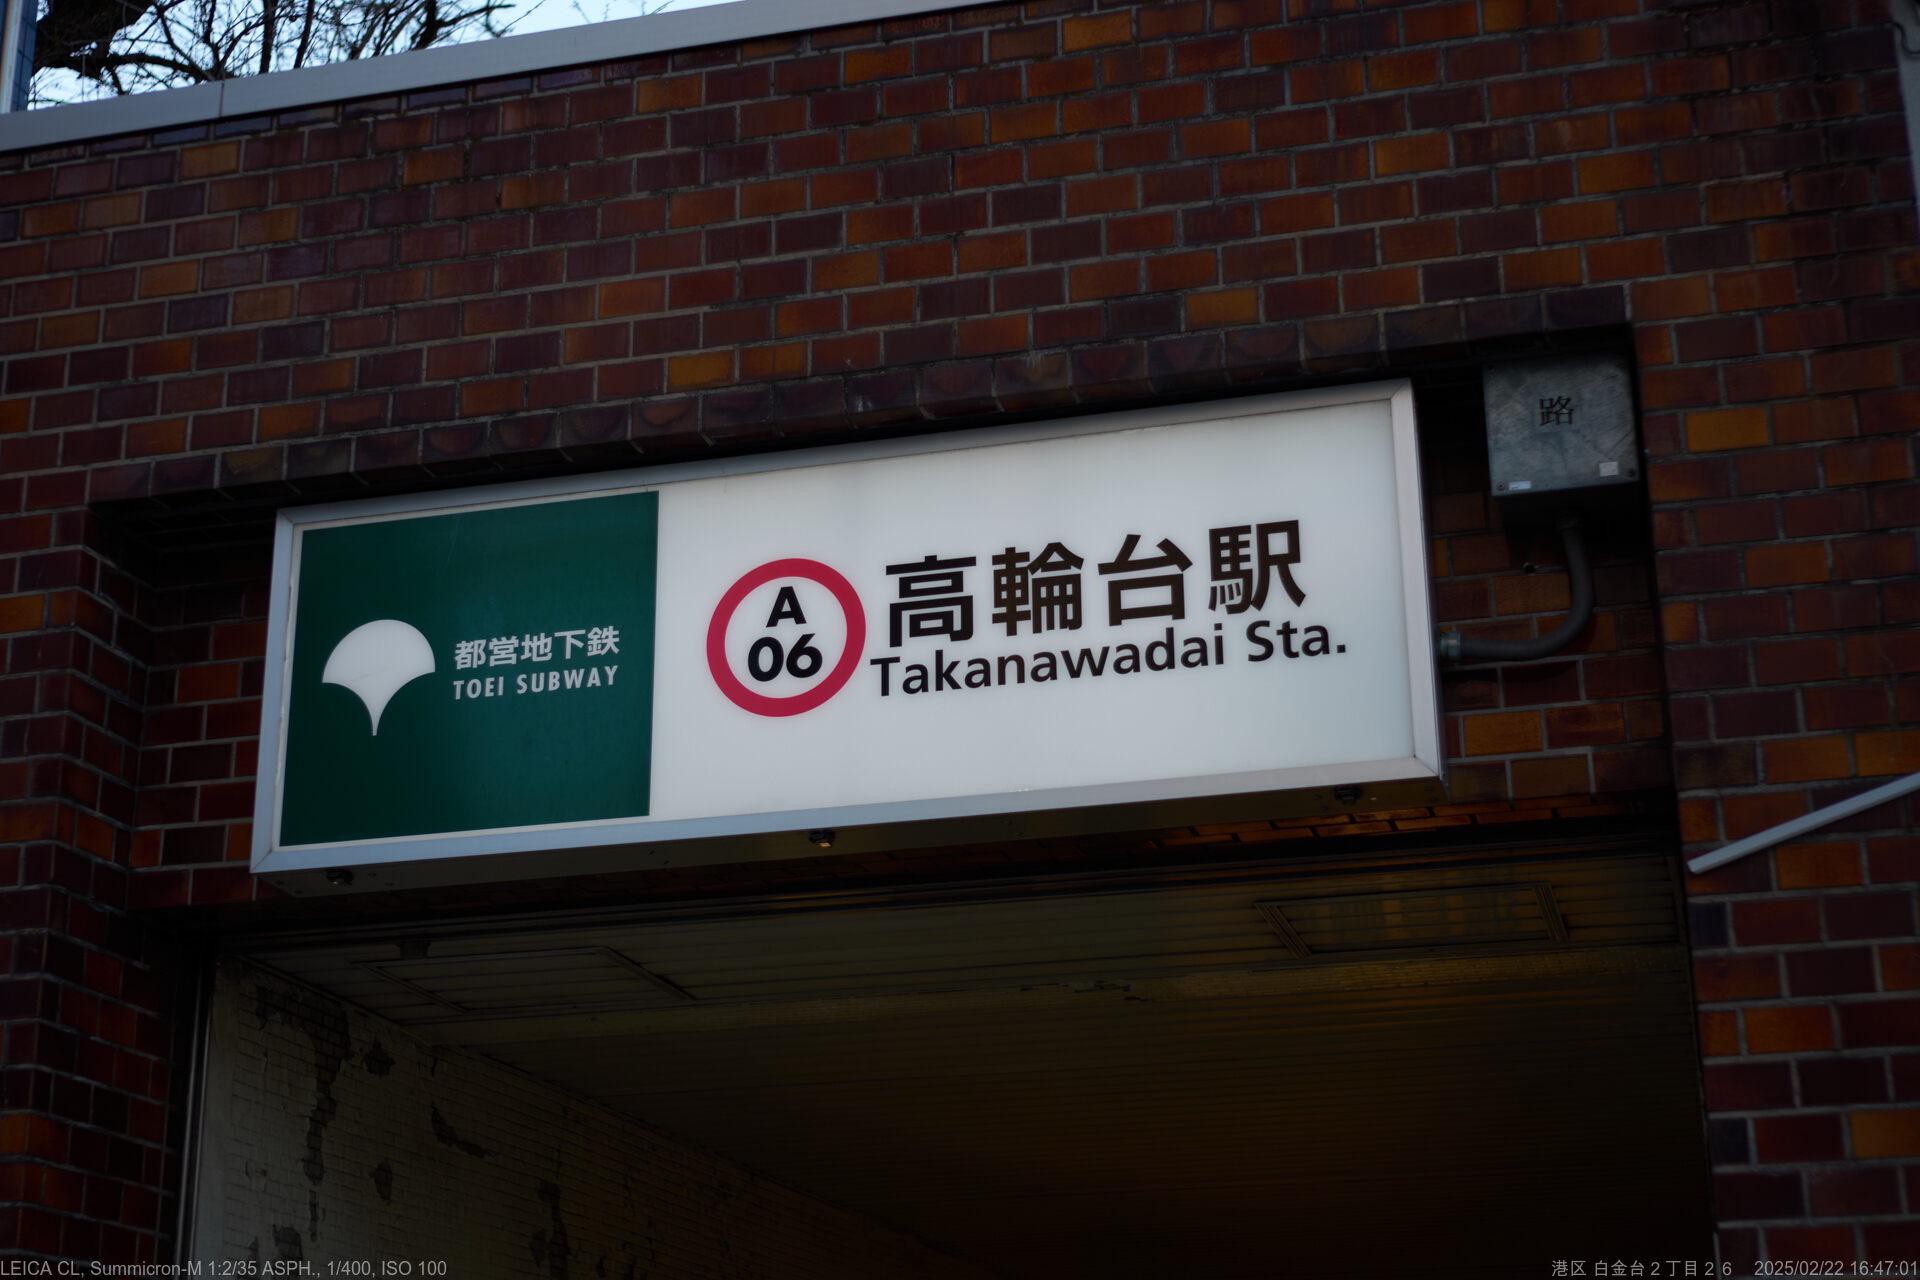 路
都営地下鉄
TOEI SUBWAY
A
06
高輪台駅
Takanawadai Sta.
LEICA CL, Summicron-M 1:2/35 ASPH., 1/400, ISO 100
港区 白金台２丁目２６ 2025/02/22 16:47:01